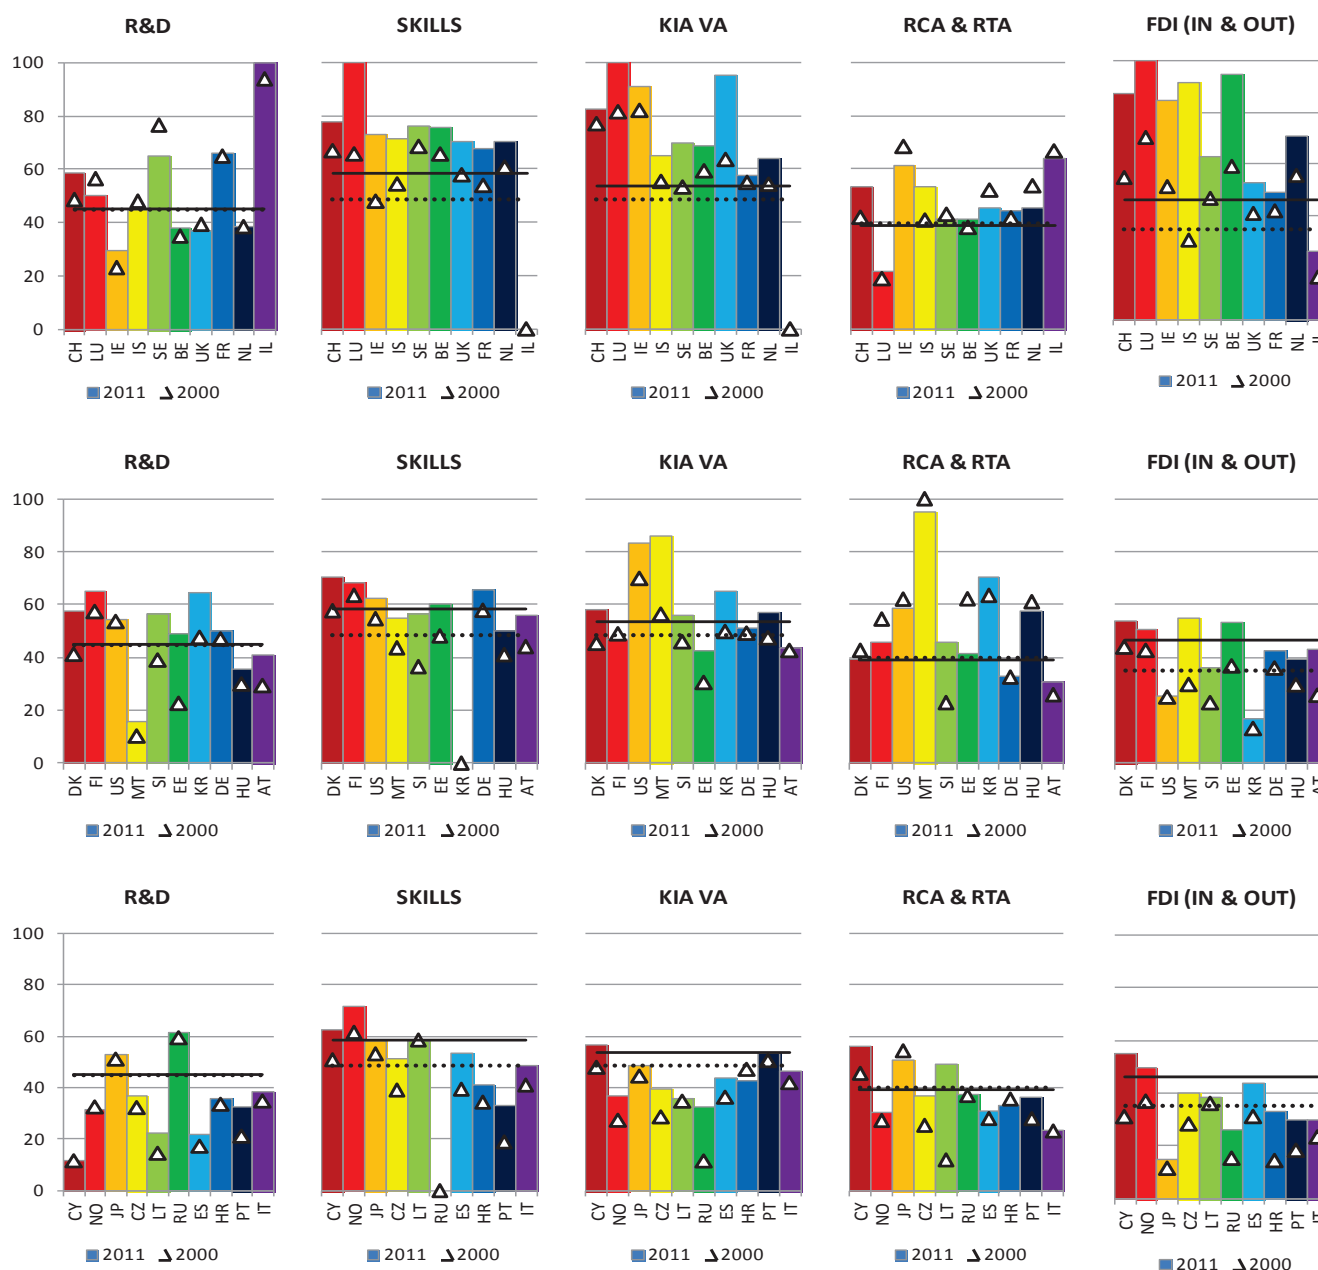 R&D SKILLS KIA VA RCA & RTA FDI (IN & OUT)
100
80
60
40
20
0
CH LU IE IS SE BE UK FR NL IL CH LU IE IS SE BE UK FR NL IL CH LU IE IS SE BE UK FR NL IL CH LU IE IS SE BE UK FR NL IL CH LU IE IS SE BE UK FR NL IL
2011 2000 2011 2000 2011 2000 2011 2000 2011 2000
R&D SKILLS KIA VA RCA & RTA FDI (IN & OUT)
100
80
60
40
20
0
DK FI US MT SI EE KR DE HU AT DK FI US MT SI EE KR DE HU AT DK FI US MT SI EE KR DE HU AT DK FI US MT SI EE KR DE HU AT DK FI US MT SI EE KR DE HU AT
2011 2000 2011 2000 2011 2000 2011 2000 2011 2000
R&D SKILLS KIA VA RCA & RTA FDI (IN & OUT)
100
80
60
40
20
0
CY NO JP CZ LT RU ES HR PT IT CY NO JP CZ LT RU ES HR PT IT CY NO JP CZ LT RU ES HR PT IT CY NO JP CZ LT RU ES HR PT IT CY NO JP CZ LT RU ES HR PT IT
2011 2000 2011 2000 2011 2000 2011 2000 2011 2000